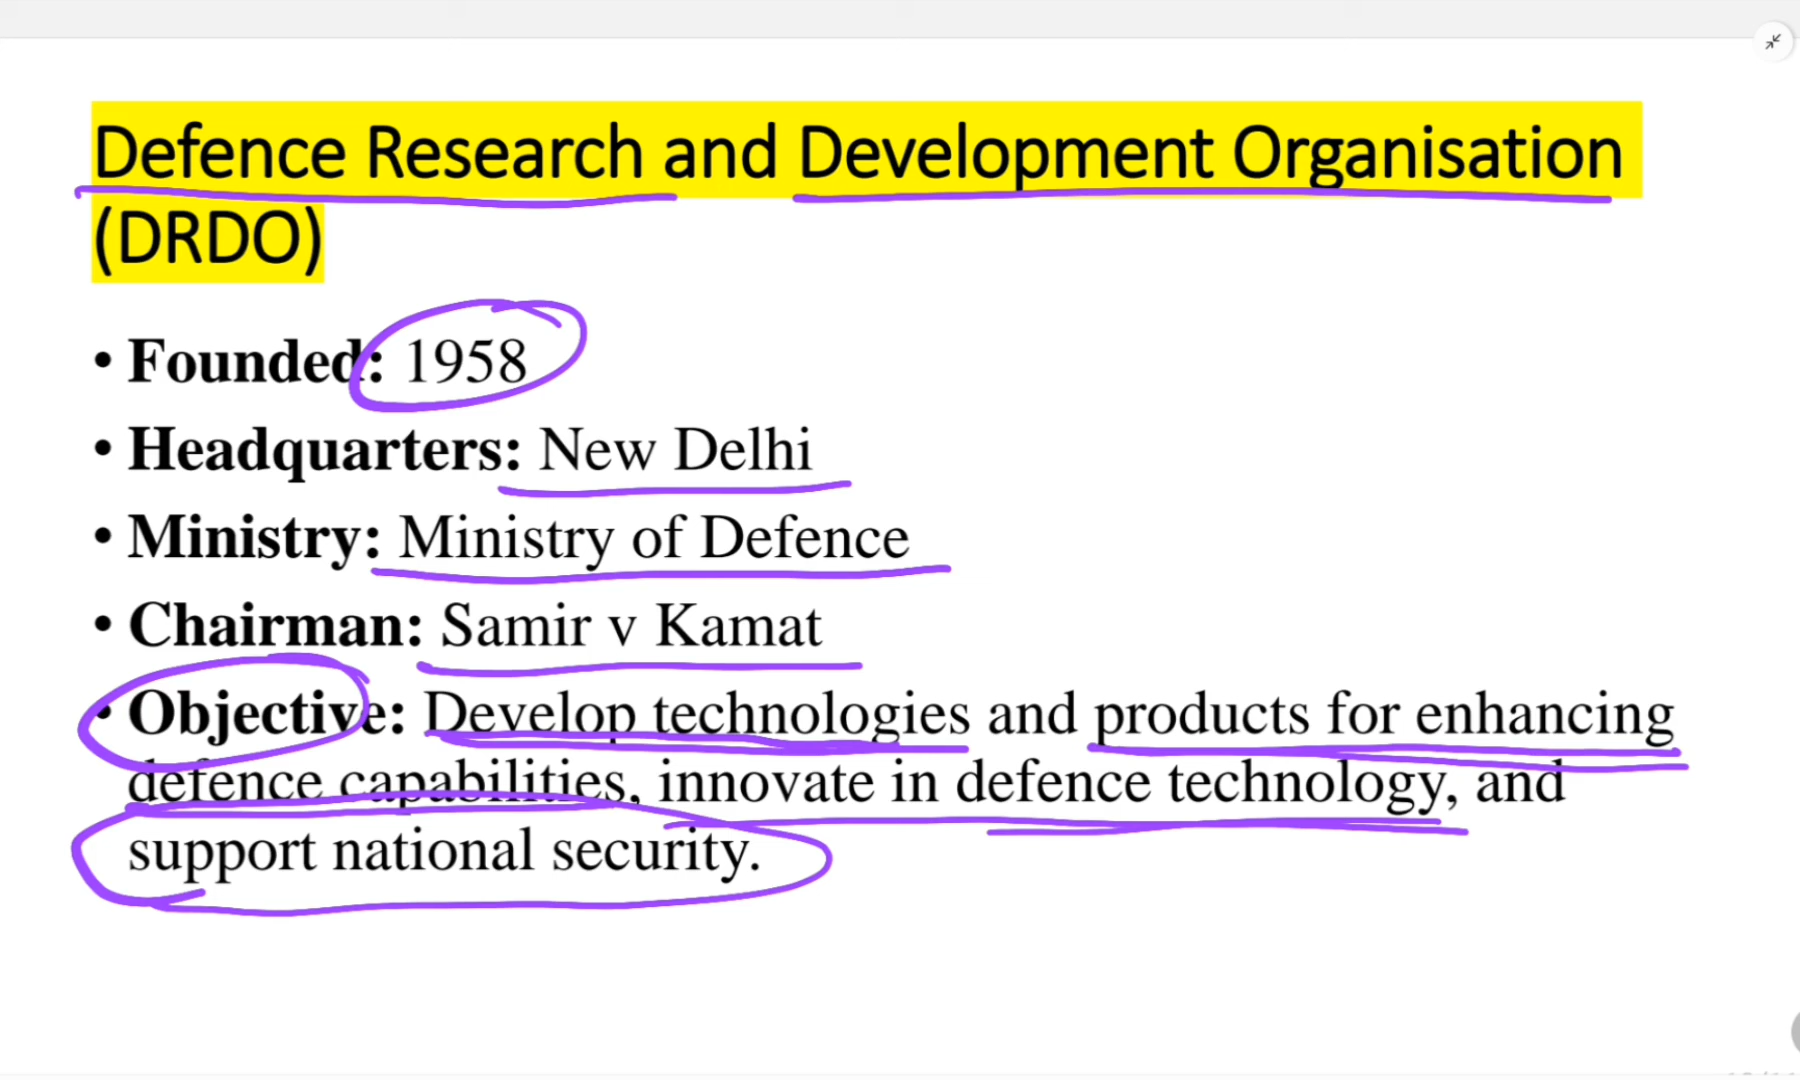 Defence Research and Development Organisation
(DRDO)
• Founded: 1958
• Headquarters: New Delhi
• Ministry: Ministry of Defence
• Chairman: Samir v Kamat
• Objective: Develop technologies and products for enhancing
defence capabilities, innovate in defence technology, and
support national security.